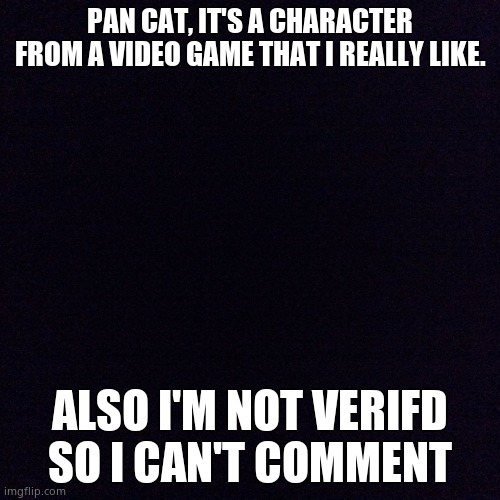 PAN CAT, IT'S A CHARACTER
FROM A VIDEO GAME THAT I REALLY LIKE.
ALSO I'M NOT VERIFD
SO I CAN'T COMMENT
imgflip.com